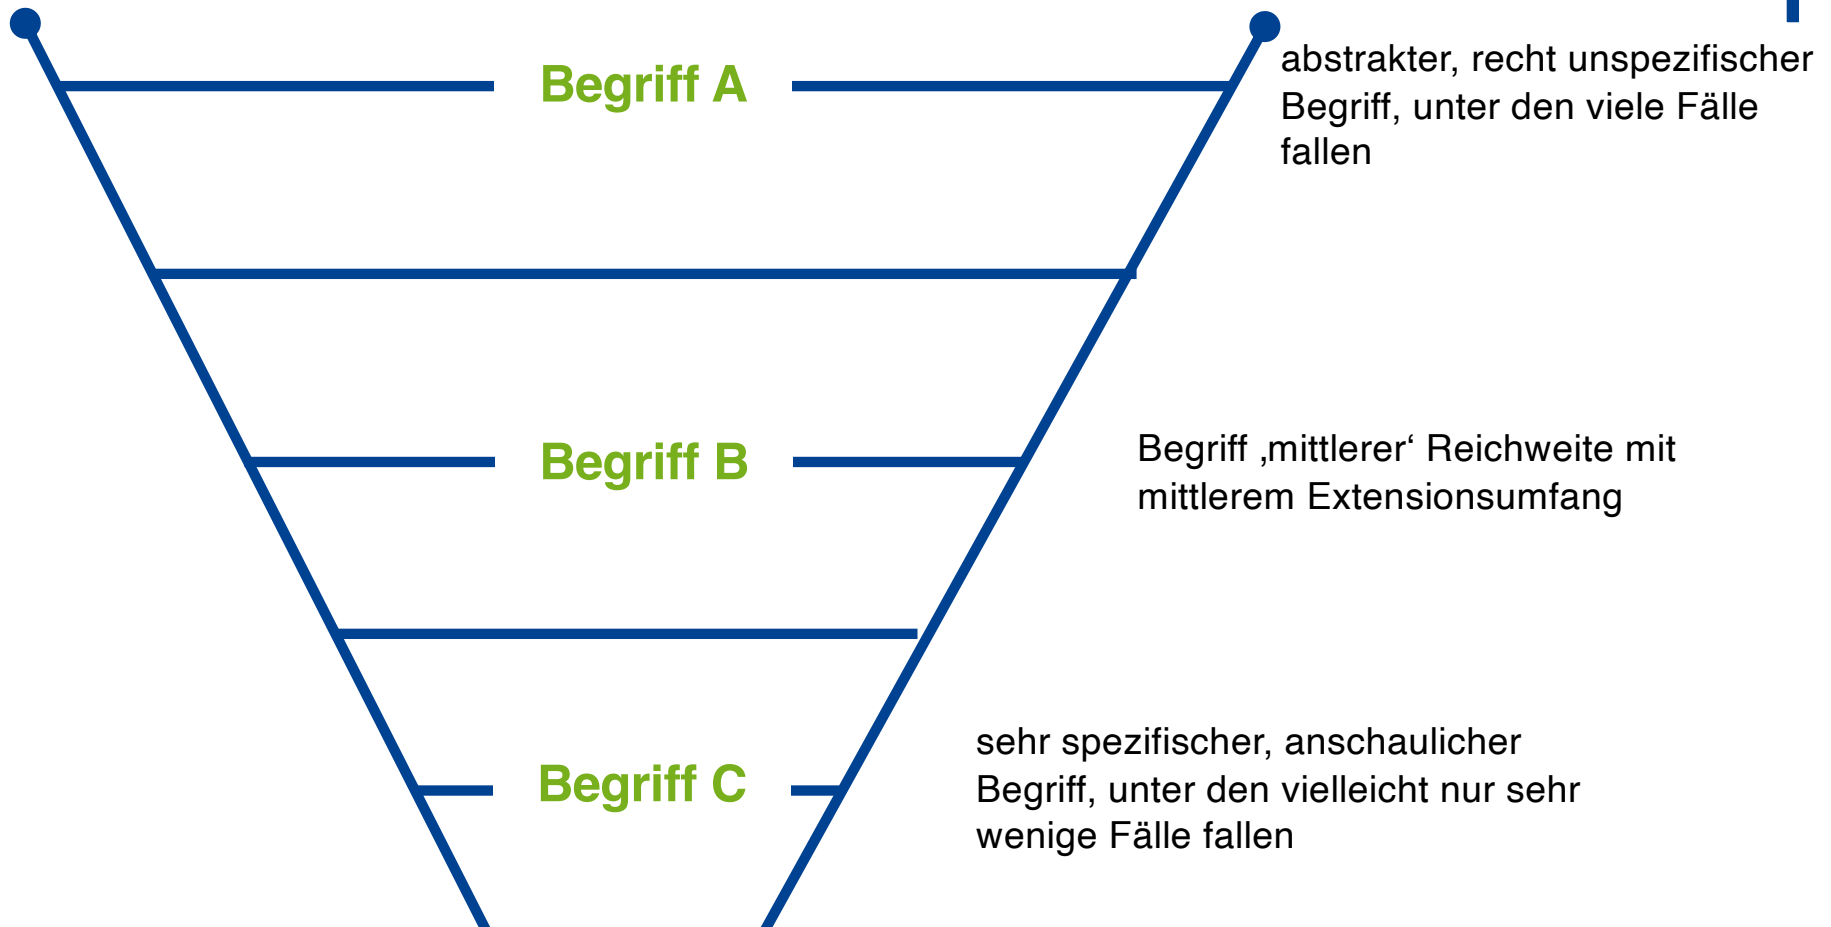 Begriff A
abstrakter, recht unspezifischer
Begriff, unter den viele Fälle
fallen
Begriff B
Begriff ‚mittlerer‘ Reichweite mit
mittlerem Extensionsumfang
Begriff C
sehr spezifischer, anschaulicher
Begriff, unter den vielleicht nur sehr
wenige Fälle fallen